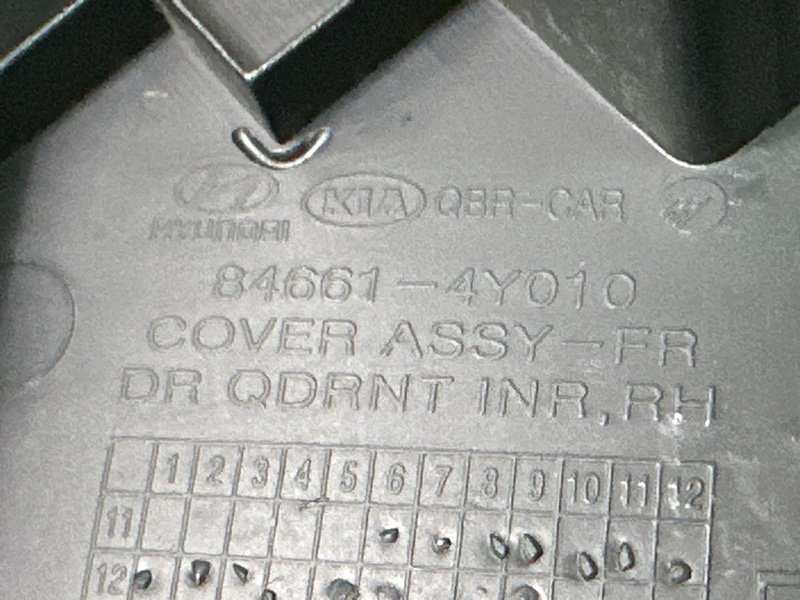 HYUNDAI KIA QBR-CAR
84661-4Y010
COVER ASSY-FR
DR QDRNT INR,RH
1 2 3 4 5 6 7 8 9 10 11 12
11
12